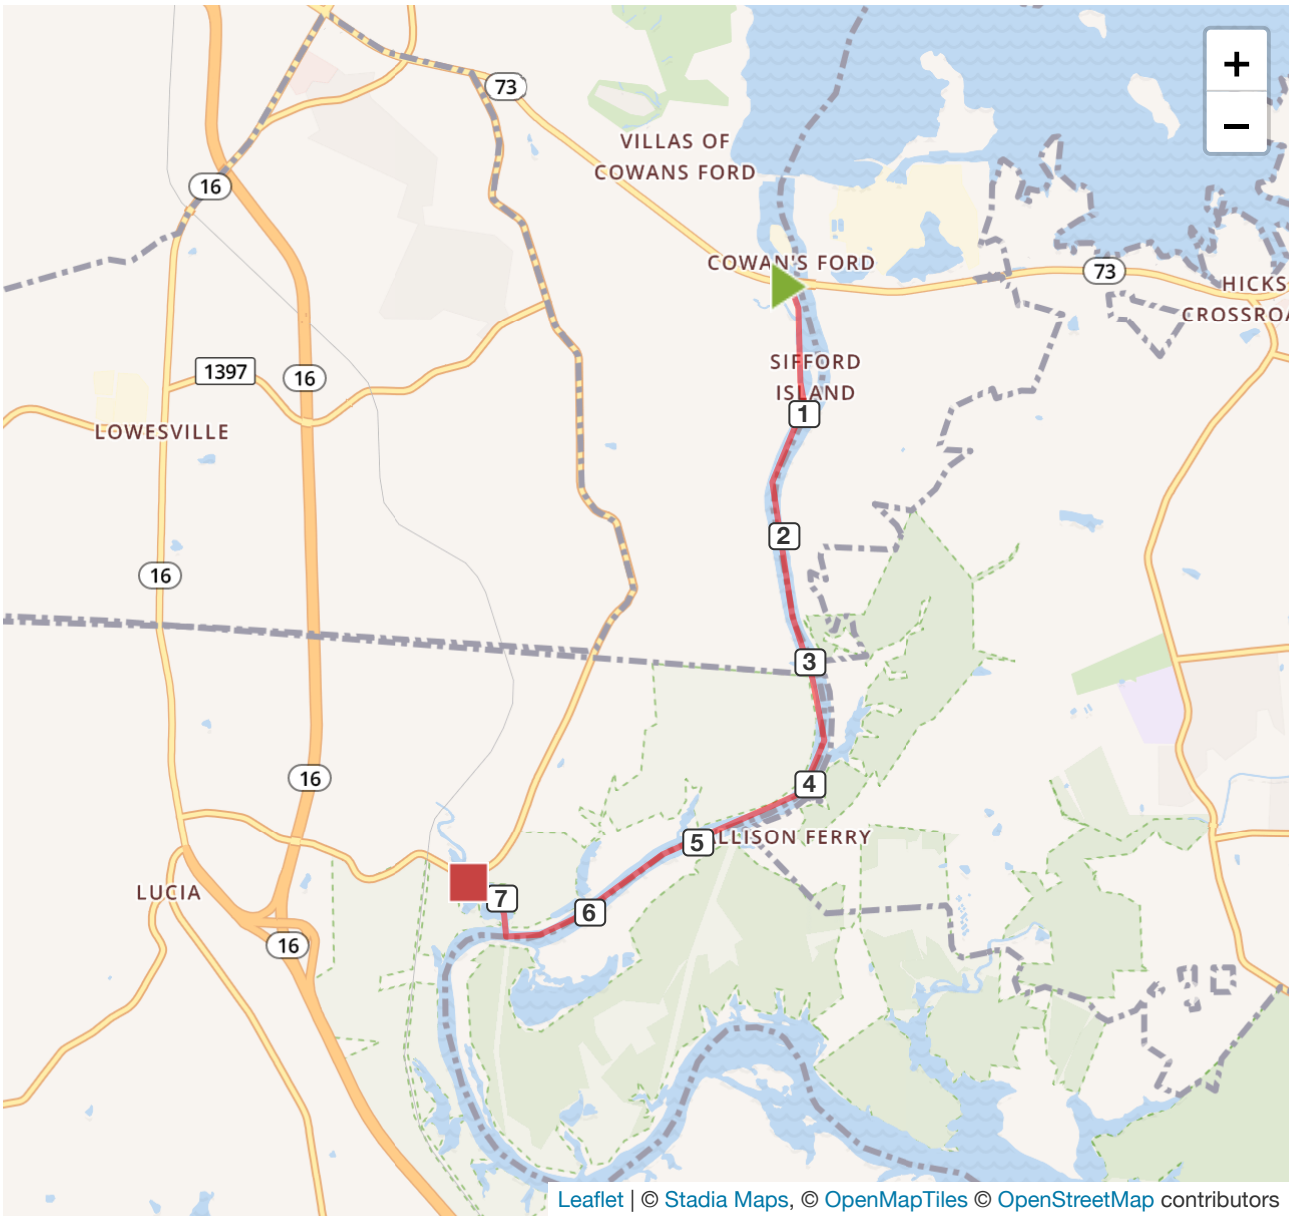 +
−
73
VILLAS OF
COWANS FORD
16
COWAN'S FORD
73
HICKS
CROSSROA
SIFFORD
ISLAND
1397
16
1
LOWESVILLE
2
16
3
16
4
5
LLISON FERRY
LUCIA
7
6
16
Leaflet | © Stadia Maps, © OpenMapTiles © OpenStreetMap contributors